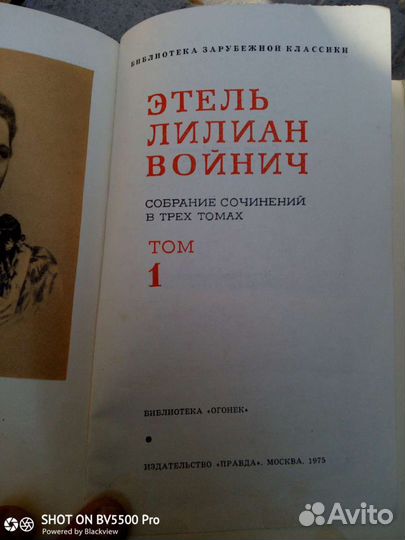 БИБЛИОТЕКА ЗАРУБЕЖНОЙ КЛАССИКИ
ЭТЕЛЬ
ЛИЛИАН
ВОЙНИЧ
СОБРАНИЕ СОЧИНЕНИЙ
В ТРЕХ ТОМАХ
ТОМ
1
БИБЛИОТЕКА «ОГОНЕК»
ИЗДАТЕЛЬСТВО «ПРАВДА». МОСКВА. 1975
SHOT ON BV5500 Pro
Powered by Blackview
Avito